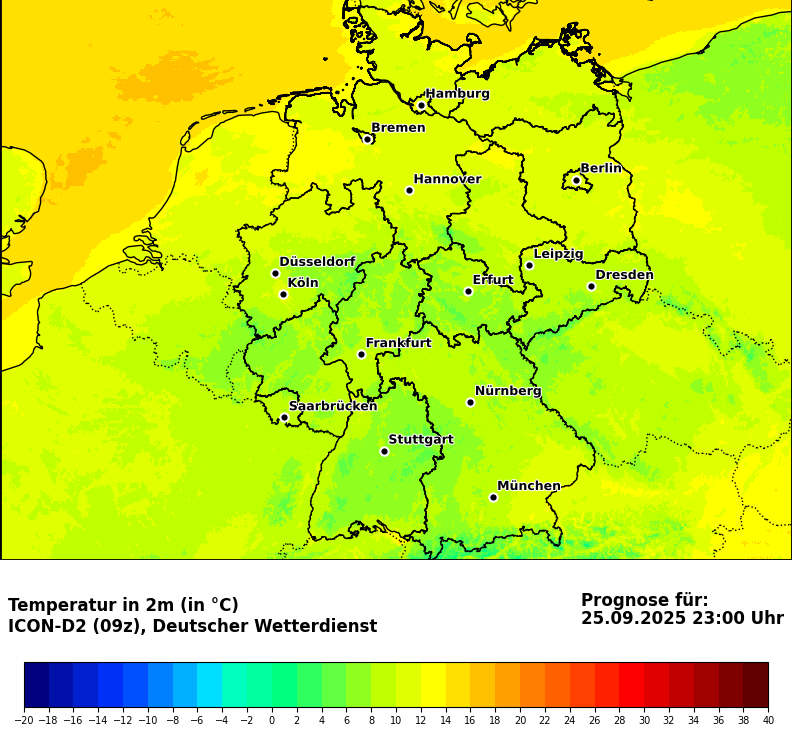 Hamburg
Bremen
Berlin
Hannover
Düsseldorf
Leipzig
Köln
Erfurt
Dresden
Frankfurt
Nürnberg
Saarbrücken
Stuttgart
München
Temperatur in 2m (in °C)
ICON-D2 (09z), Deutscher Wetterdienst
Prognose für:
25.09.2025 23:00 Uhr
−20 −18 −16 −14 −12 −10 −8 −6 −4 −2 0 2 4 6 8 10 12 14 16 18 20 22 24 26 28 30 32 34 36 38 40